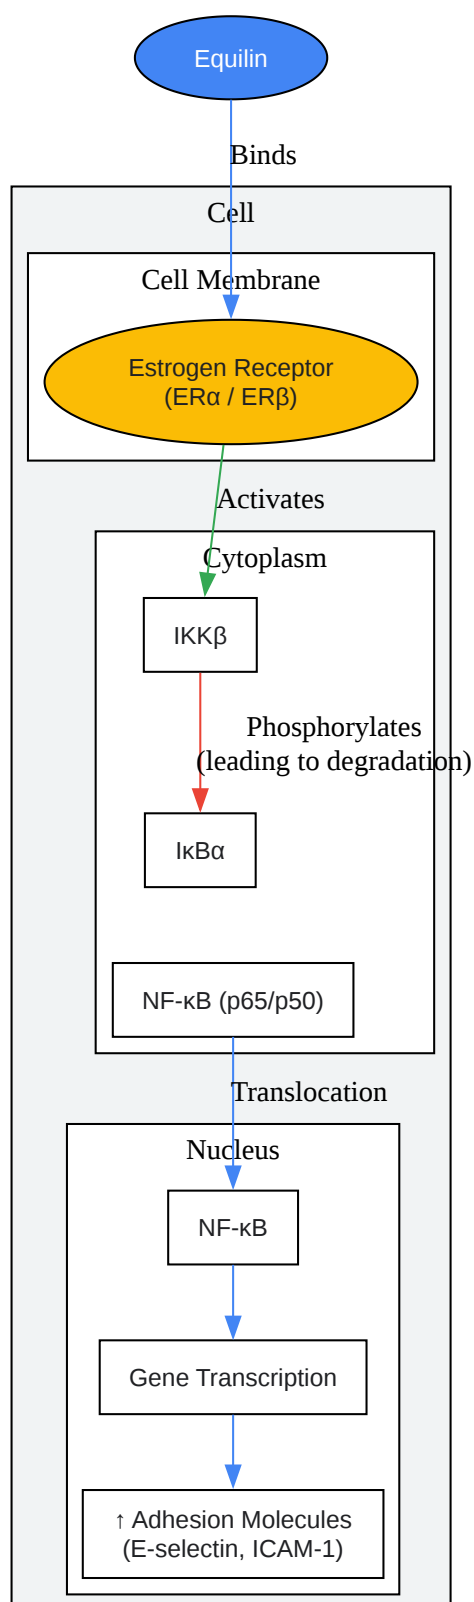 Equilin
Binds
Cell
Cell Membrane
Estrogen Receptor
(ERα / ERβ)
Activates
Cytoplasm
IKKβ
Phosphorylates
(leading to degradation)
IκBα
NF-κB (p65/p50)
Translocation
Nucleus
NF-κB
Gene Transcription
↑ Adhesion Molecules
(E-selectin, ICAM-1)